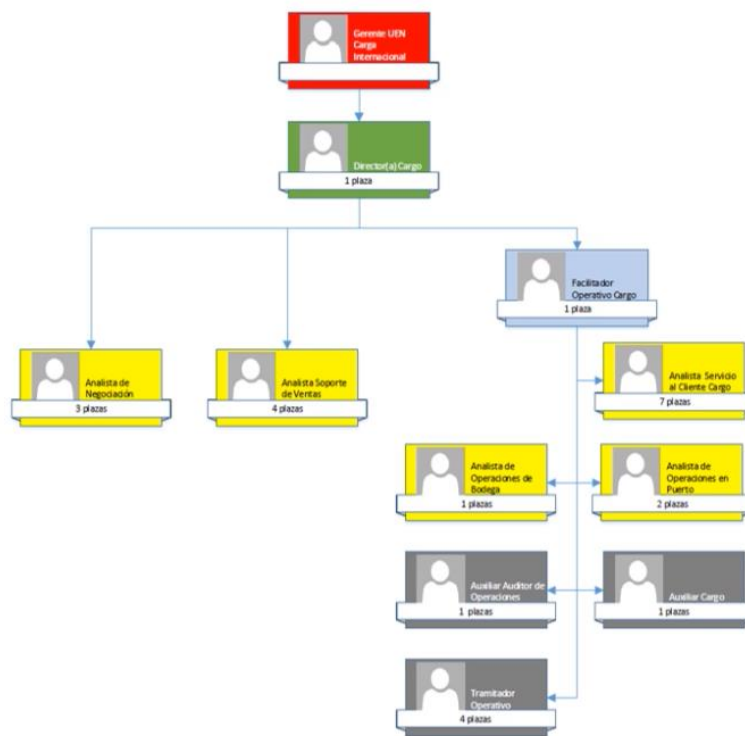 Gerente UEN
Carga
Internacional
Director(a) Cargo
1 plaza
Facilitador
Operativo Cargo
1 plaza
Analista de
Negociación
3 plazas
Analista Soporte
de Ventas
4 plazas
Analista Servicio
al Cliente Cargo
7 plazas
Analista de
Operaciones de
Bodega
1 plazas
Analista de
Operaciones en
Puerto
2 plazas
Auxiliar Auditor de
Operaciones
1 plazas
Auxiliar Cargo
1 plazas
Tramitador
Operativo
4 plazas